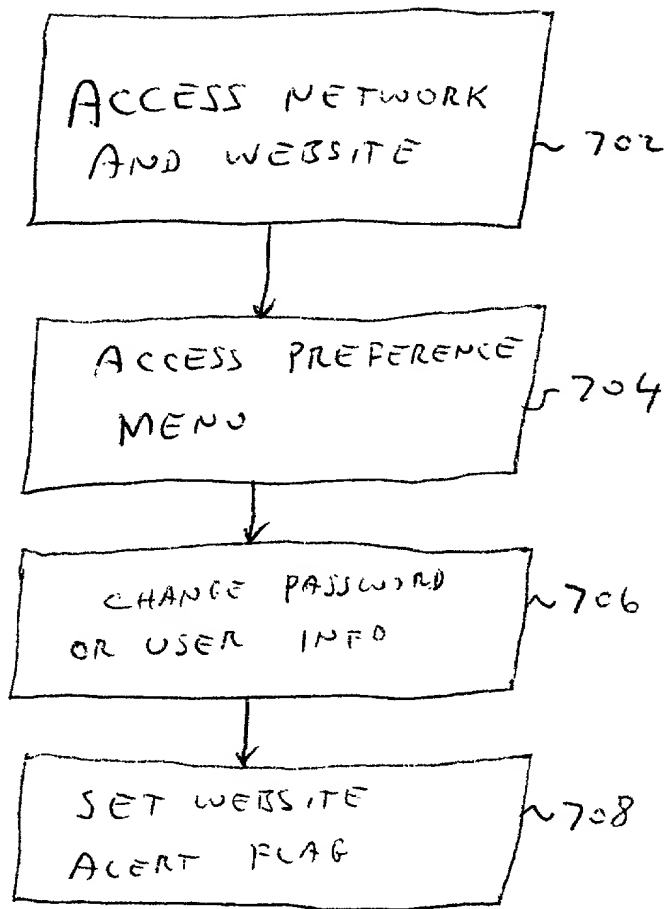 ACCESS NETWORK
AND WEBSITE
702
ACCESS PREFERENCE
MENU
704
CHANGE PASSWORD
OR USER INFO
706
SET WEBSITE
ALERT FLAG
708